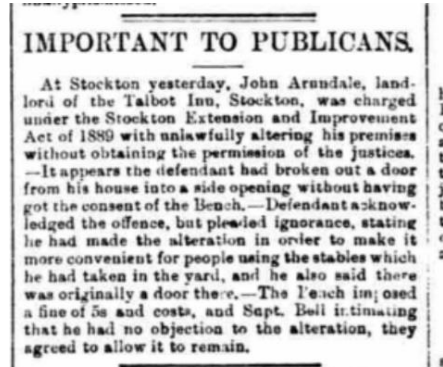 IMPORTANT TO PUBLICANS.
At Stockton yesterday, John Arundale, land-
lord of the Talbot Inn, Stockton, was charged
under the Stockton Extension and Improvement
Act of 1889 with unlawfully altering his premises
without obtaining the permission of the justices.
—It appears the defendant had broken out a door
from his house into a side opening without having
got the consent of the Bench.—Defendant acknow-
ledged the offence, but pleaded ignorance, stating
he had made the alteration in order to make it
more convenient for people using the stables which
he had taken in the yard, and he also said there
was originally a door there.—The Bench imposed
a fine of 5s and costs, and Supt. Bell intimating
that he had no objection to the alteration, they
agreed to allow it to remain.